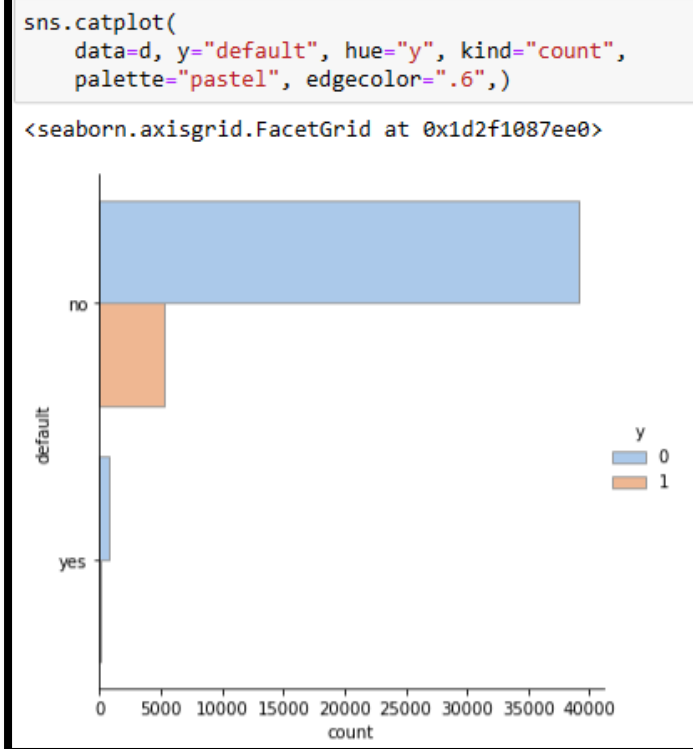 sns.catplot(
    data=d, y="default", hue="y", kind="count",
    palette="pastel", edgecolor=".6",)
<seaborn.axisgrid.FacetGrid at 0x1d2f1087ee0>
no
yes
default
y
0
1
0 5000 10000 15000 20000 25000 30000 35000 40000
count